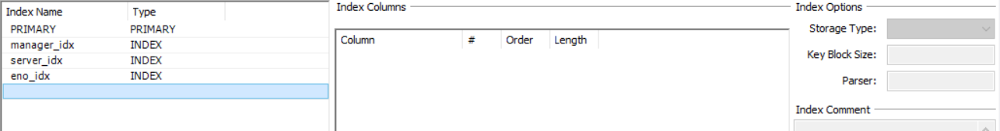 Index Name Type
PRIMARY PRIMARY
manager_idx INDEX
server_idx INDEX
eno_idx INDEX
Index Columns
Column # Order Length
Index Options
Storage Type:
Key Block Size:
Parser:
Index Comment